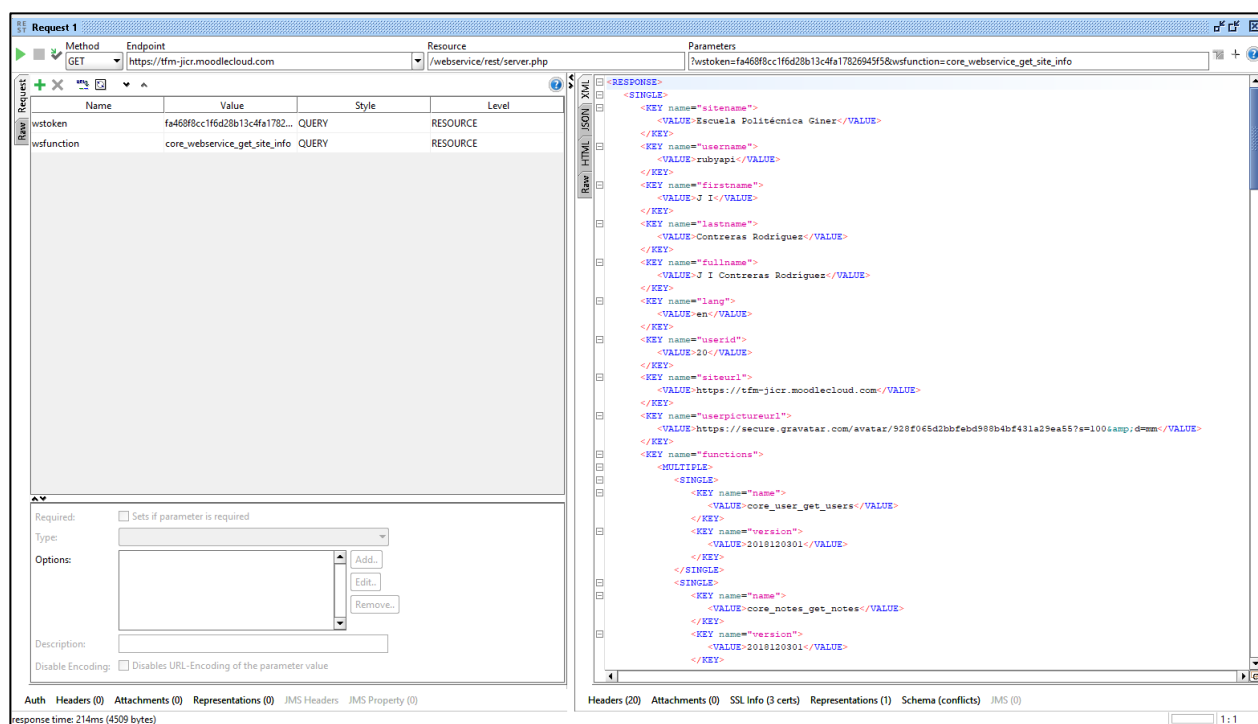 RE ST Request 1
Method Endpoint Resource Parameters
GET https://tfm-jicr.moodlecloud.com /webservice/rest/server.php ?wstoken=fa468f8cc1f6d28b13c4fa17826945f5&wsfunction=core_webservice_get_site_info
Request
Raw
Name Value Style Level
wstoken fa468f8cc1f6d28b13c4fa1782... QUERY RESOURCE
wsfunction core_webservice_get_site_info QUERY RESOURCE
Required: Sets if parameter is required
Type:
Options:
Add..
Edit..
Remove..
Description:
Disable Encoding: Disables URL-Encoding of the parameter value
Auth Headers (0) Attachments (0) Representations (0) JMS Headers JMS Property (0)
response time: 214ms (4509 bytes)
XML
JSON
HTML
Raw
<RESPONSE>
<SINGLE>
<KEY name="sitename">
<VALUE>Escuela Politécnica Giner</VALUE>
</KEY>
<KEY name="username">
<VALUE>rubyapi</VALUE>
</KEY>
<KEY name="firstname">
<VALUE>J I</VALUE>
</KEY>
<KEY name="lastname">
<VALUE>Contreras Rodríguez</VALUE>
</KEY>
<KEY name="fullname">
<VALUE>J I Contreras Rodríguez</VALUE>
</KEY>
<KEY name="lang">
<VALUE>en</VALUE>
</KEY>
<KEY name="userid">
<VALUE>20</VALUE>
</KEY>
<KEY name="siteurl">
<VALUE>https://tfm-jicr.moodlecloud.com</VALUE>
</KEY>
<KEY name="userpictureurl">
<VALUE>https://secure.gravatar.com/avatar/928f065d2bbfebd988b4bf431a29ea55?s=100&amp;d=mm</VALUE>
</KEY>
<KEY name="functions">
<MULTIPLE>
<SINGLE>
<KEY name="name">
<VALUE>core_user_get_users</VALUE>
</KEY>
<KEY name="version">
<VALUE>2018120301</VALUE>
</KEY>
</SINGLE>
<SINGLE>
<KEY name="name">
<VALUE>core_notes_get_notes</VALUE>
</KEY>
<KEY name="version">
<VALUE>2018120301</VALUE>
</KEY>
Headers (20) Attachments (0) SSL Info (3 certs) Representations (1) Schema (conflicts) JMS (0)
1 : 1